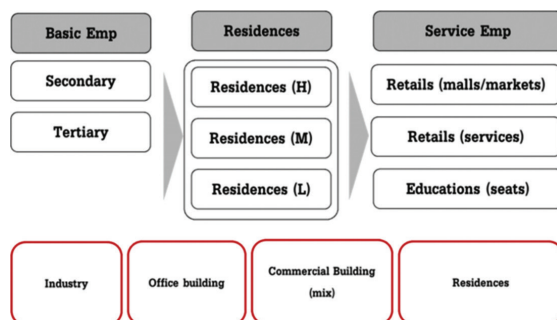 Basic Emp
Residences
Service Emp
Secondary
Tertiary
Residences (H)
Residences (M)
Residences (L)
Retails (malls/markets)
Retails (services)
Educations (seats)
Industry
Office building
Commercial Building
(mix)
Residences